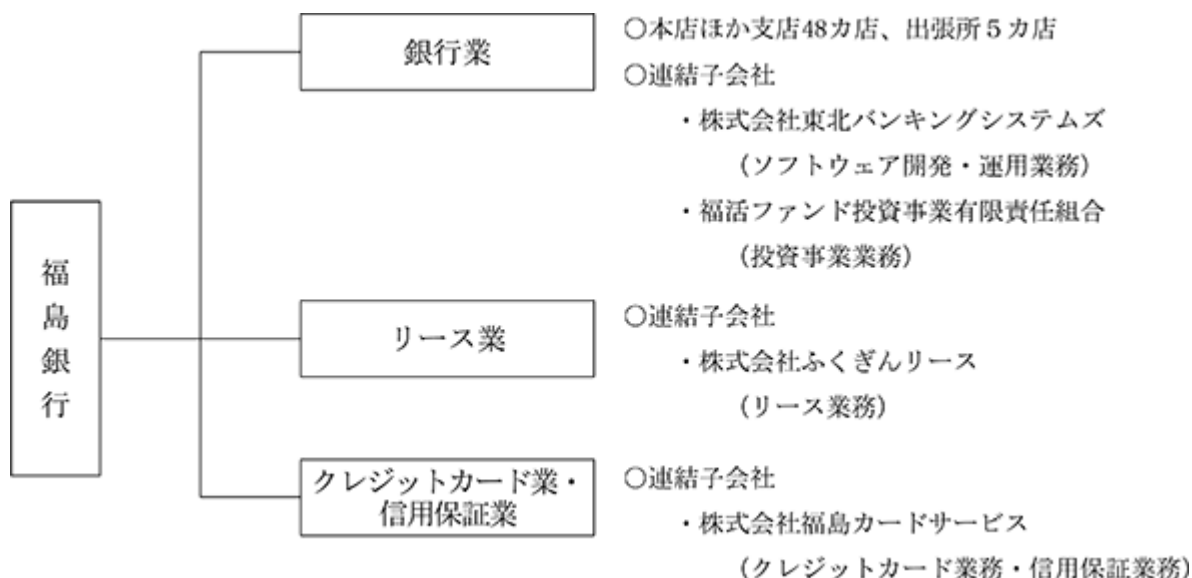 福島銀行
銀行業
○本店ほか支店48カ店、出張所5カ店
○連結子会社
・株式会社東北バンキングシステムズ
（ソフトウェア開発・運用業務）
・福活ファンド投資事業有限責任組合
（投資事業業務）
リース業
○連結子会社
・株式会社ふくぎんリース
（リース業務）
クレジットカード業・
信用保証業
○連結子会社
・株式会社福島カードサービス
（クレジットカード業務・信用保証業務）